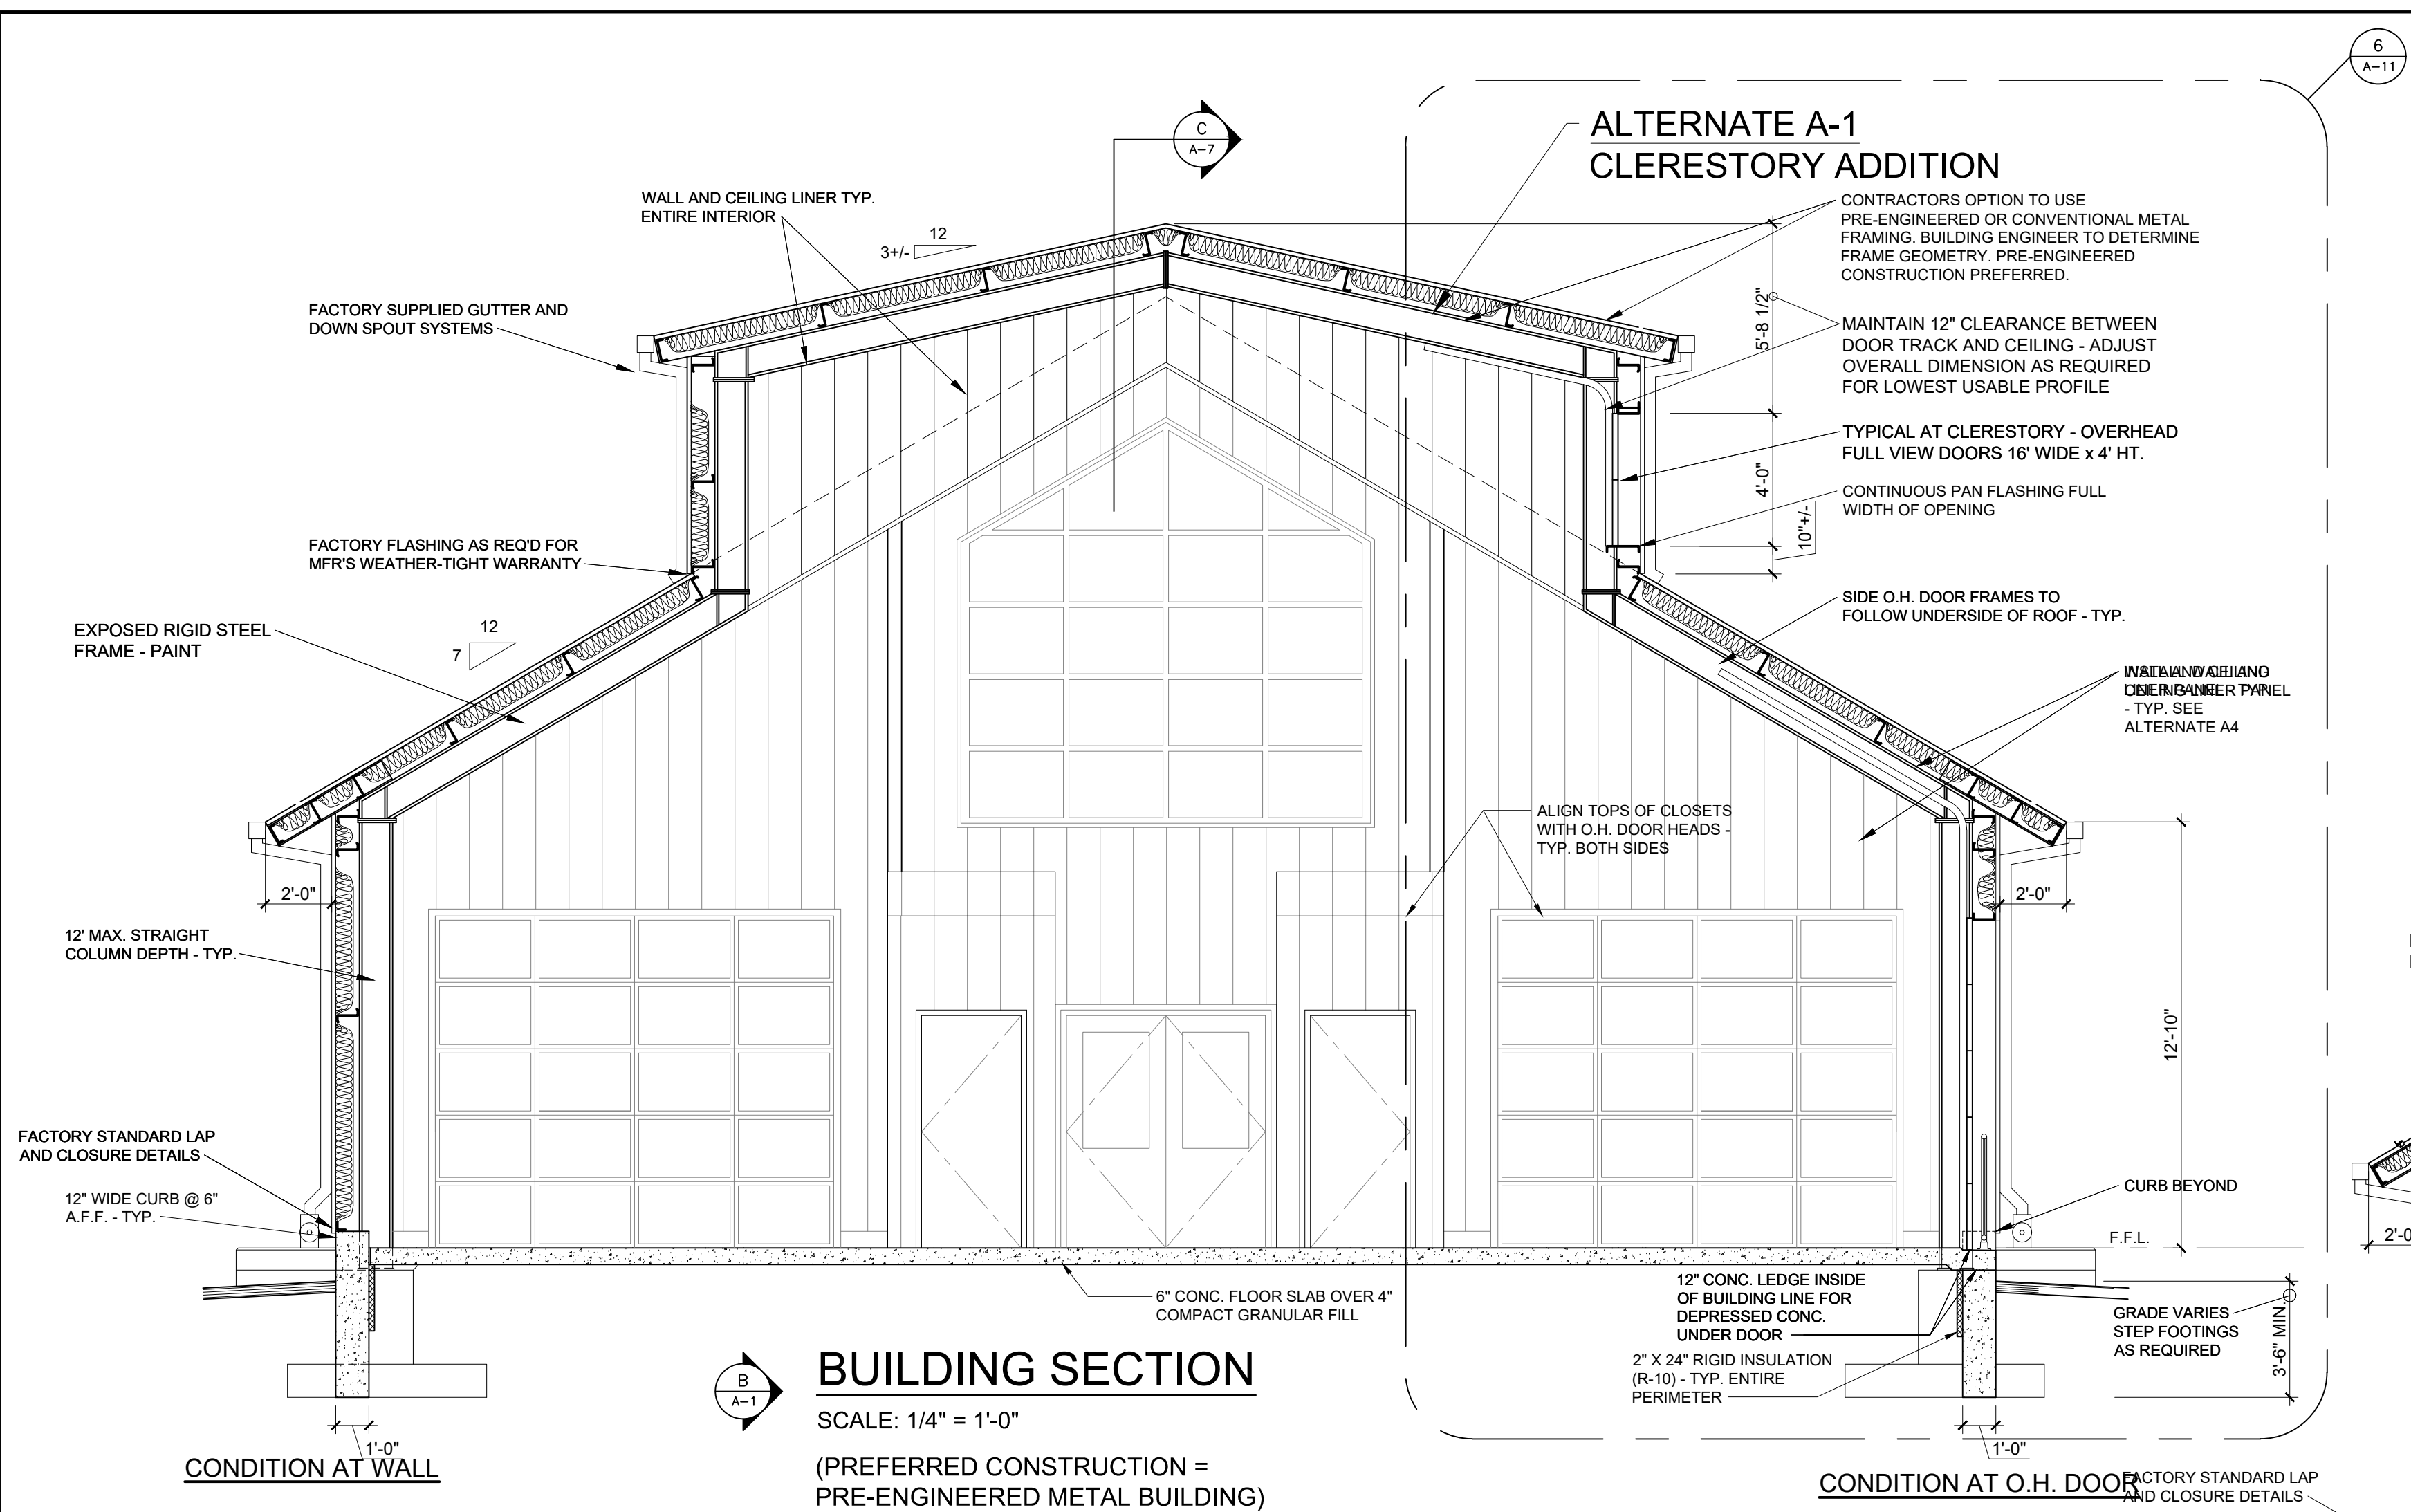 6
A-11
C
A-7
ALTERNATE A-1
CLERESTORY ADDITION
WALL AND CEILING LINER TYP.
ENTIRE INTERIOR
12
3+/-
CONTRACTORS OPTION TO USE
PRE-ENGINEERED OR CONVENTIONAL METAL
FRAMING. BUILDING ENGINEER TO DETERMINE
FRAME GEOMETRY. PRE-ENGINEERED
CONSTRUCTION PREFERRED.
FACTORY SUPPLIED GUTTER AND
DOWN SPOUT SYSTEMS
5'-8 1/2"
MAINTAIN 12" CLEARANCE BETWEEN
DOOR TRACK AND CEILING - ADJUST
OVERALL DIMENSION AS REQUIRED
FOR LOWEST USABLE PROFILE
TYPICAL AT CLERESTORY - OVERHEAD
FULL VIEW DOORS 16' WIDE x 4' HT.
4'-0"
CONTINUOUS PAN FLASHING FULL
WIDTH OF OPENING
10"+/-
FACTORY FLASHING AS REQ'D FOR
MFR'S WEATHER-TIGHT WARRANTY
SIDE O.H. DOOR FRAMES TO
FOLLOW UNDERSIDE OF ROOF - TYP.
EXPOSED RIGID STEEL
FRAME - PAINT
12
7
- TYP. SEE
ALTERNATE A4
ALIGN TOPS OF CLOSETS
WITH O.H. DOOR HEADS -
TYP. BOTH SIDES
2'-0"
2'-0"
12' MAX. STRAIGHT
COLUMN DEPTH - TYP.
12'-10"
FACTORY STANDARD LAP
AND CLOSURE DETAILS
12" WIDE CURB @ 6"
A.F.F. - TYP.
CURB BEYOND
F.F.L.
6" CONC. FLOOR SLAB OVER 4"
COMPACT GRANULAR FILL
12" CONC. LEDGE INSIDE
OF BUILDING LINE FOR
DEPRESSED CONC.
UNDER DOOR
2" X 24" RIGID INSULATION
(R-10) - TYP. ENTIRE
PERIMETER
GRADE VARIES
STEP FOOTINGS
AS REQUIRED
3'-6" MIN.
B
A-1
BUILDING SECTION
SCALE: 1/4" = 1'-0"
(PREFERRED CONSTRUCTION =
PRE-ENGINEERED METAL BUILDING)
1'-0"
CONDITION AT WALL
1'-0"
CONDITION AT O.H. DOOR
FACTORY STANDARD LAP
AND CLOSURE DETAILS